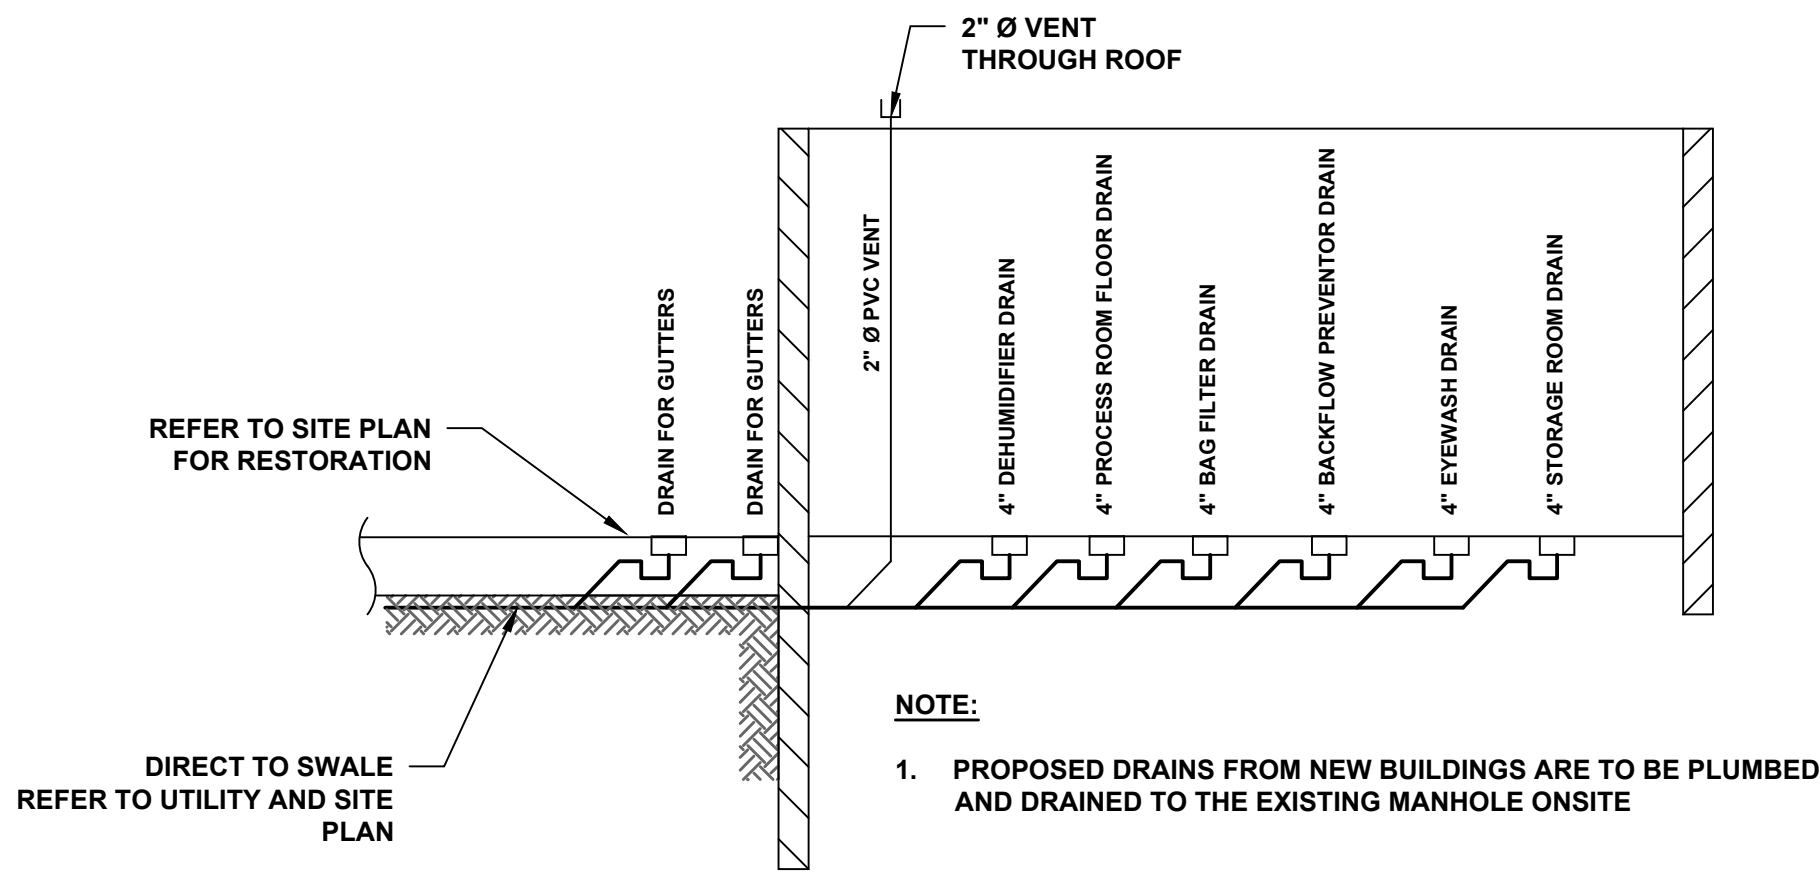 2" Ø VENT
THROUGH ROOF
2" Ø PVC VENT
DRAIN FOR GUTTERS
DRAIN FOR GUTTERS
4" DEHUMIDIFIER DRAIN
4" PROCESS ROOM FLOOR DRAIN
4" BAG FILTER DRAIN
4" BACKFLOW PREVENTOR DRAIN
4" EYEWASH DRAIN
4" STORAGE ROOM DRAIN
REFER TO SITE PLAN
FOR RESTORATION
DIRECT TO SWALE
REFER TO UTILITY AND SITE
PLAN
NOTE:
1. PROPOSED DRAINS FROM NEW BUILDINGS ARE TO BE PLUMBED
AND DRAINED TO THE EXISTING MANHOLE ONSITE